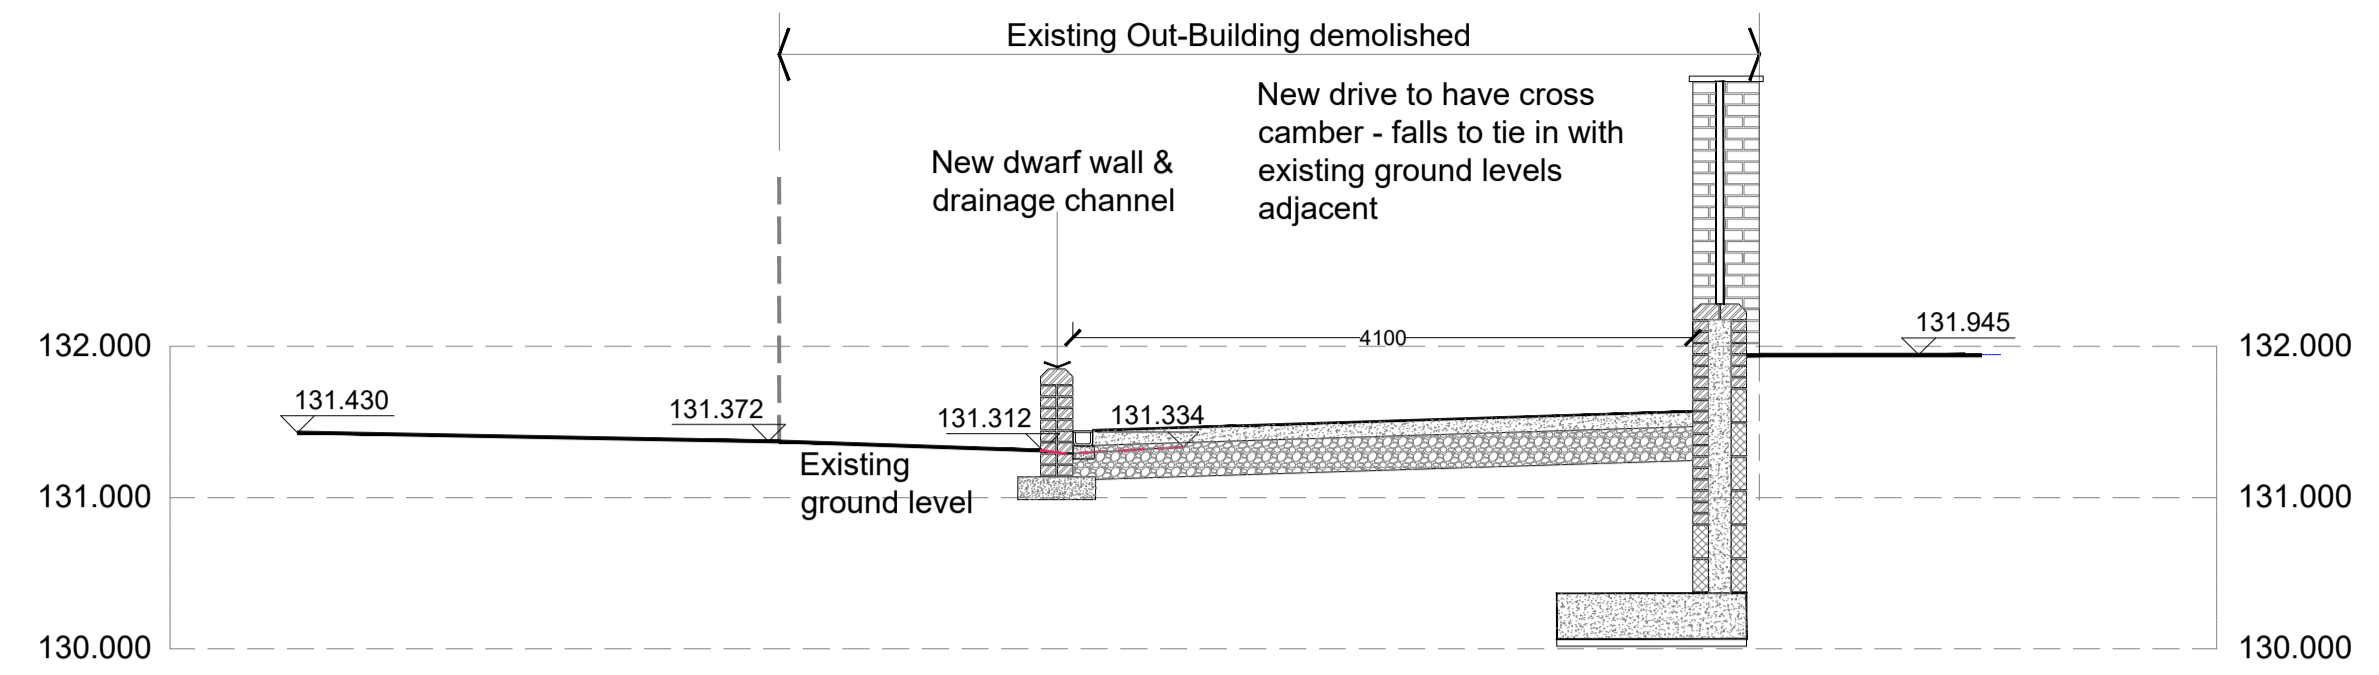 Existing Out-Building demolished
New drive to have cross
camber - falls to tie in with
existing ground levels
adjacent
New dwarf wall &
drainage channel
131.945
4100
132.000
132.000
131.430
131.372
131.312
131.334
Existing
ground level
131.000
131.000
130.000
130.000